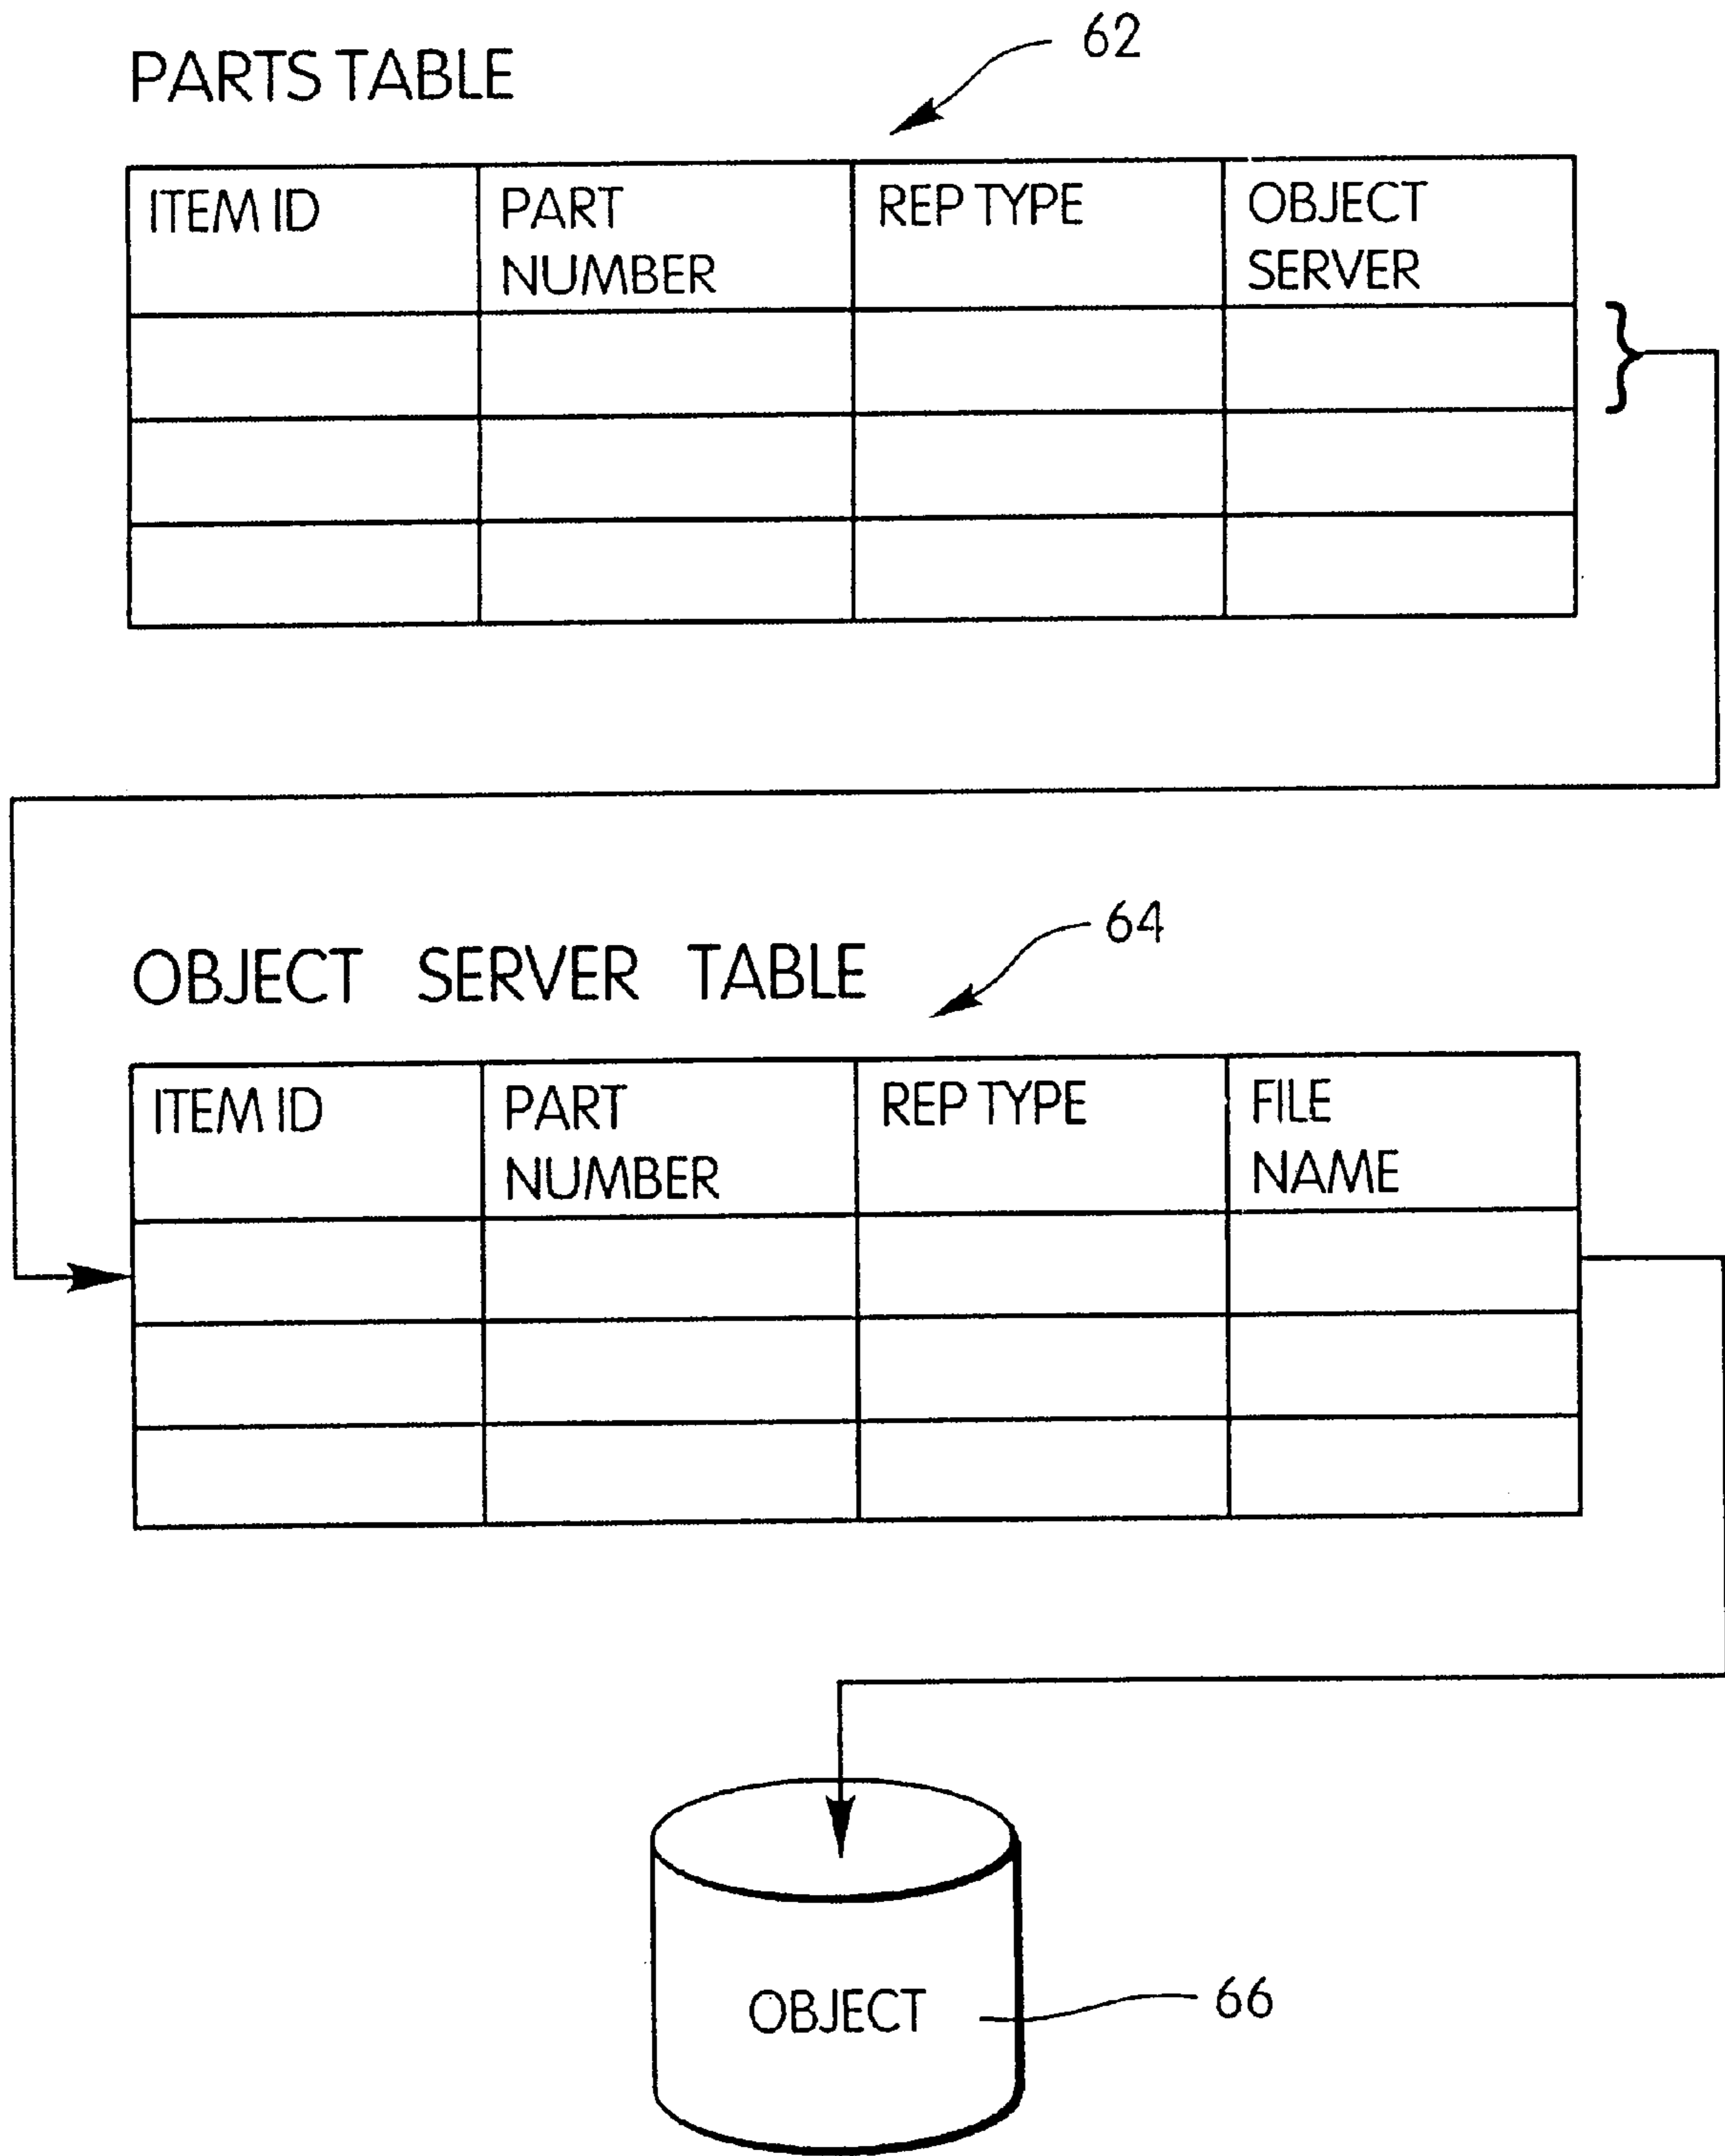 62
PARTS TABLE
ITEM ID
PART
NUMBER
REP TYPE
OBJECT
SERVER
64
OBJECT SERVER TABLE
ITEM ID
PART
NUMBER
REP TYPE
FILE
NAME
OBJECT
66